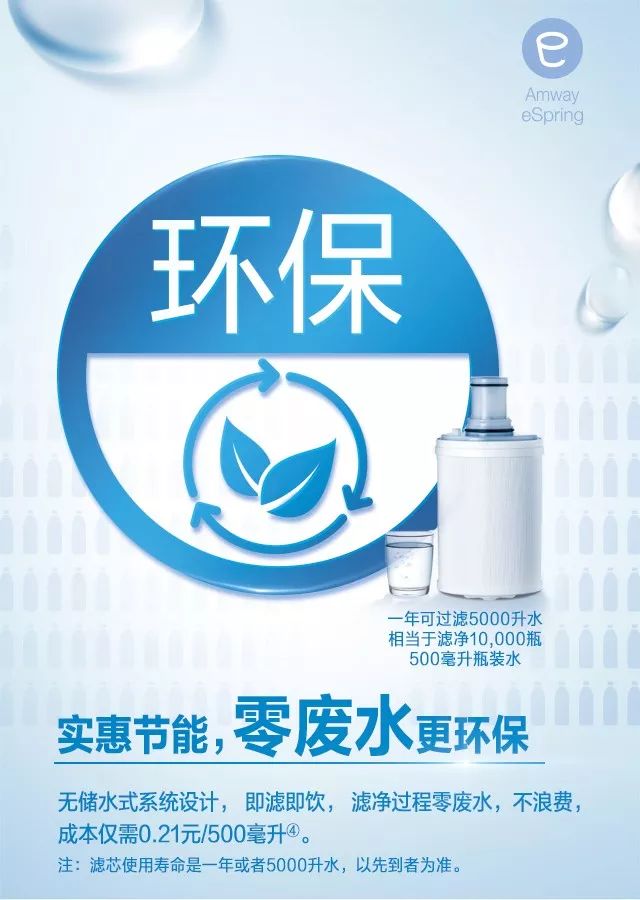 Amway
eSpring
环保
一年可过滤5000升水
相当于滤净10,000瓶
500毫升瓶装水
实惠节能,零废水更环保
无储水式系统设计，即滤即饮，滤净过程零废水，不浪费，
成本仅需0.21元/500毫升④。
注：滤芯使用寿命是一年或者5000升水，以先到者为准。